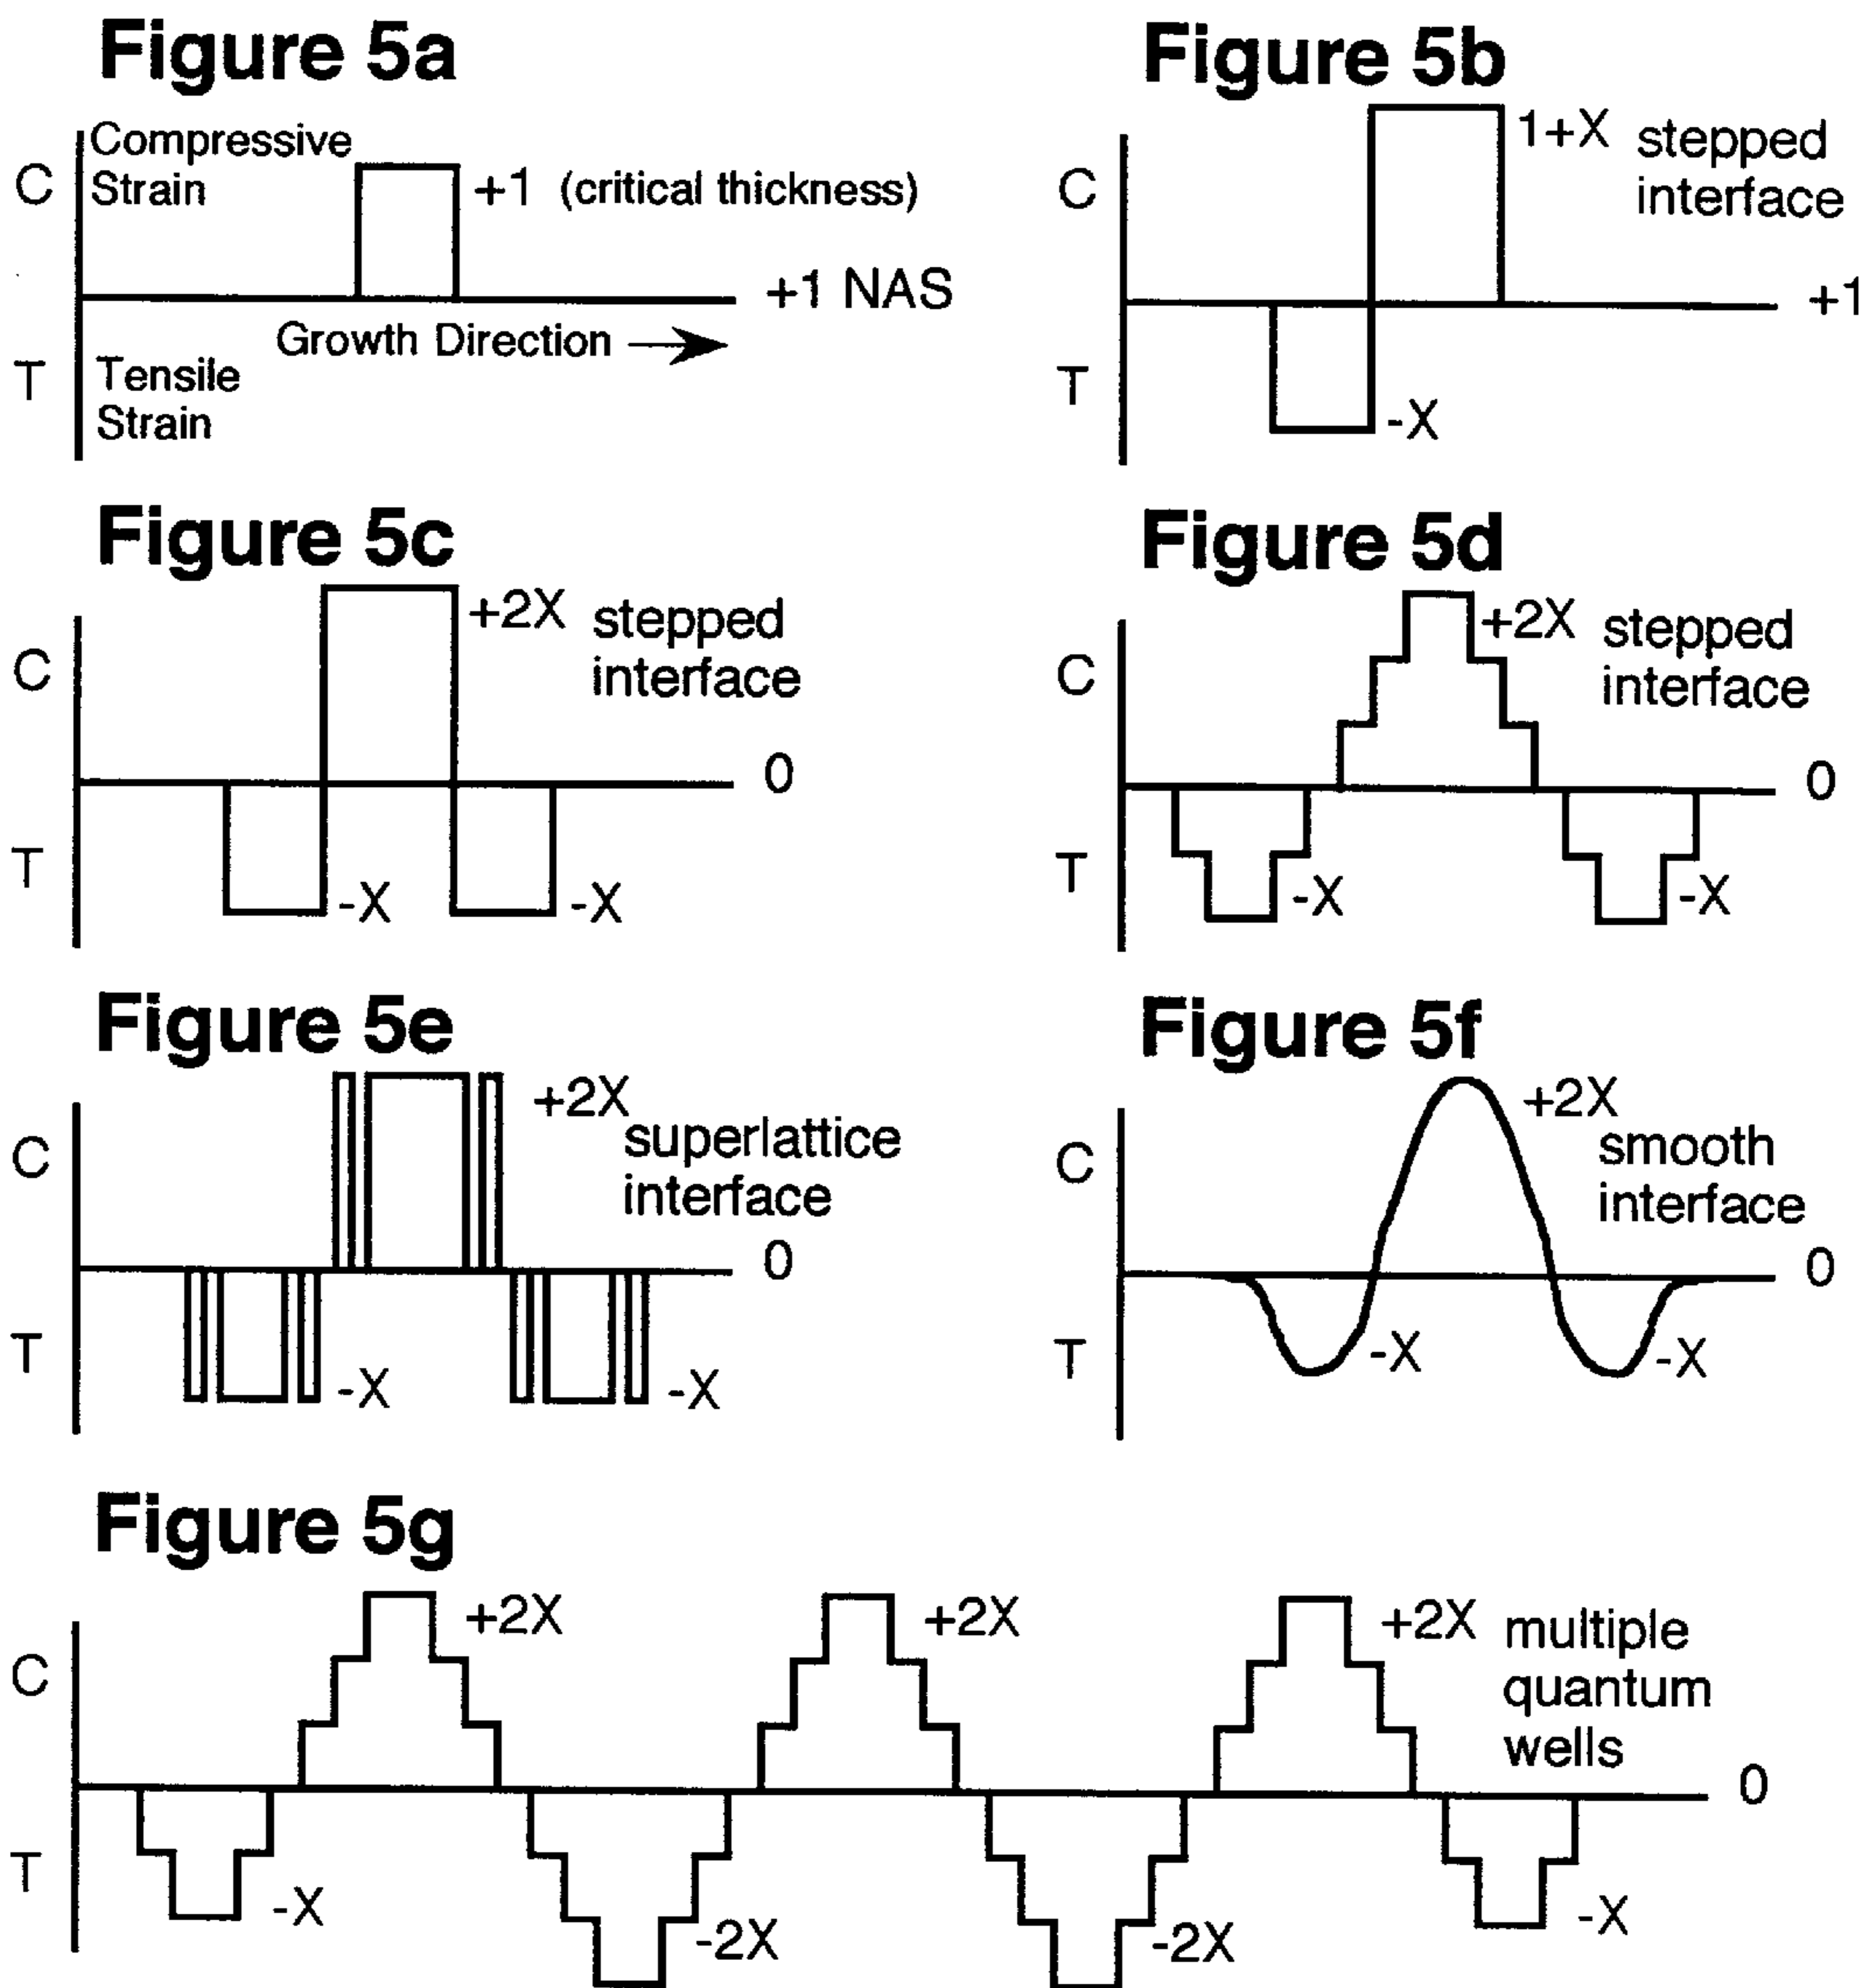 Figure 5a
Compressive
Strain
C
+1 (critical thickness)
+1 NAS
Growth Direction
T
Tensile
Strain
Figure 5b
1+X stepped
interface
C
+1
T
-X
Figure 5c
+2X stepped
interface
C
0
T
-X
-X
Figure 5d
+2X stepped
interface
C
0
T
-X
-X
Figure 5e
+2X
superlattice
interface
C
0
T
-X
-X
Figure 5f
+2X
smooth
interface
C
0
T
-X
-X
Figure 5g
+2X
+2X
+2X multiple
quantum
wells
C
0
T
-X
-2X
-2X
-X